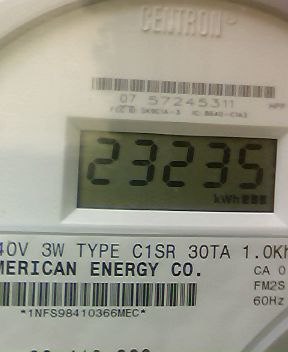 CENTRON
07 57245311
23235
kWh
40V 3W TYPE C1SR 30TA 1.0Kh
MERICAN ENERGY CO.
CA 0
FM2S
60Hz
*1NFS98410366MEC*